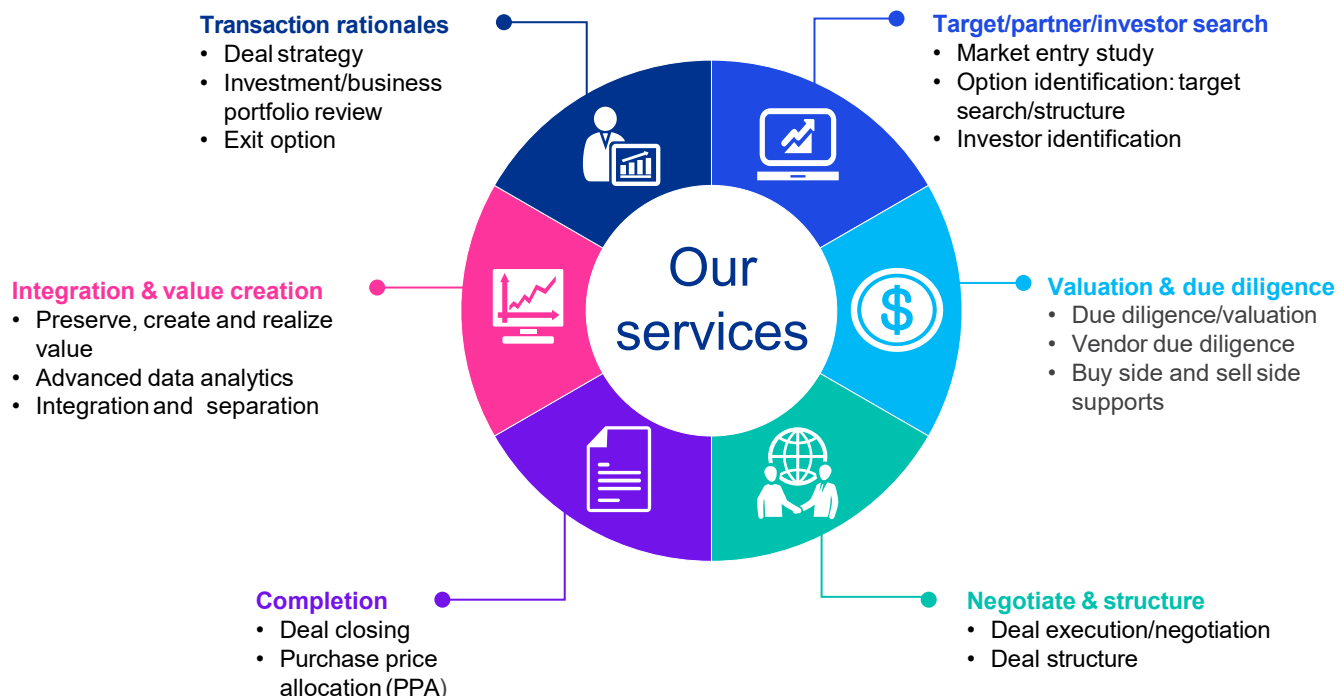 Transaction rationales
• Deal strategy
• Investment/business
portfolio review
• Exit option
Target/partner/investor search
• Market entry study
• Option identification: target
search/structure
• Investor identification
Our
services
$
Integration & value creation
• Preserve, create and realize
value
• Advanced data analytics
• Integration and separation
Valuation & due diligence
• Due diligence/valuation
• Vendor due diligence
• Buy side and sell side
supports
Completion
• Deal closing
• Purchase price
allocation (PPA)
Negotiate & structure
• Deal execution/negotiation
• Deal structure